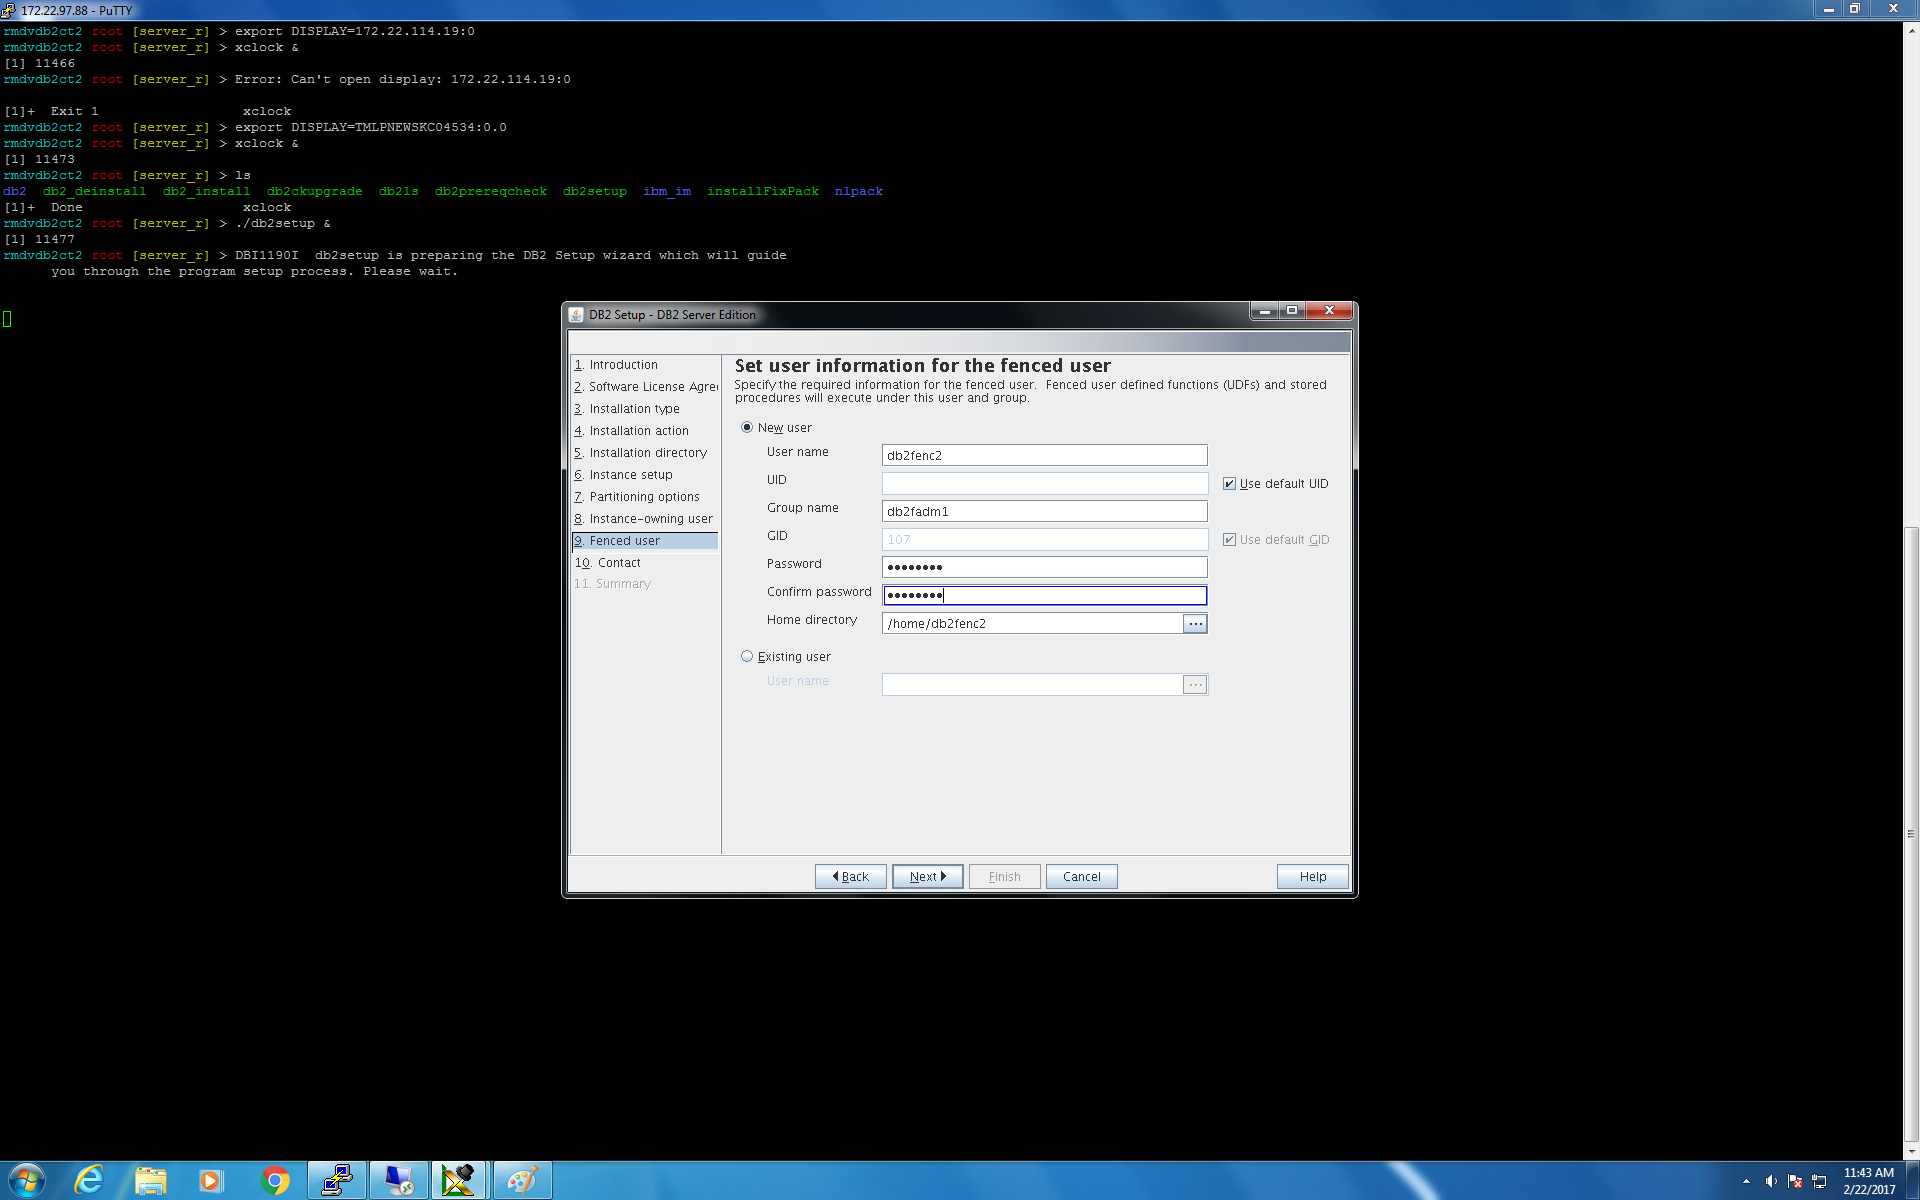 172.22.97.88 - PuTTY
rmdvdb2ct2 root [server_r] > export DISPLAY=172.22.114.19:0
rmdvdb2ct2 root [server_r] > xclock &
[1] 11466
rmdvdb2ct2 root [server_r] > Error: Can't open display: 172.22.114.19:0
[1]+  Exit 1                  xclock
rmdvdb2ct2 root [server_r] > export DISPLAY=TMLPNEWSKC04534:0.0
rmdvdb2ct2 root [server_r] > xclock &
[1] 11473
rmdvdb2ct2 root [server_r] > ls
db2  db2_deinstall  db2_install  db2ckupgrade  db2ls  db2prereqcheck  db2setup  ibm_im  installFixPack  nlpack
[1]+  Done                    xclock
rmdvdb2ct2 root [server_r] > ./db2setup &
[1] 11477
rmdvdb2ct2 root [server_r] > DBI1190I  db2setup is preparing the DB2 Setup wizard which will guide
you through the program setup process. Please wait.
DB2 Setup - DB2 Server Edition
1. Introduction
2. Software License Agre
3. Installation type
4. Installation action
5. Installation directory
6. Instance setup
7. Partitioning options
8. Instance-owning user
9. Fenced user
10. Contact
11. Summary
Set user information for the fenced user
Specify the required information for the fenced user.  Fenced user defined functions (UDFs) and stored
procedures will execute under this user and group.
New user
User name db2fenc2
UID Use default UID
Group name db2fadm1
GID 107 Use default GID
Password ••••••••
Confirm password ••••••••
Home directory /home/db2fenc2 ...
Existing user
User name ...
Back Next Finish Cancel Help
11:43 AM
2/22/2017